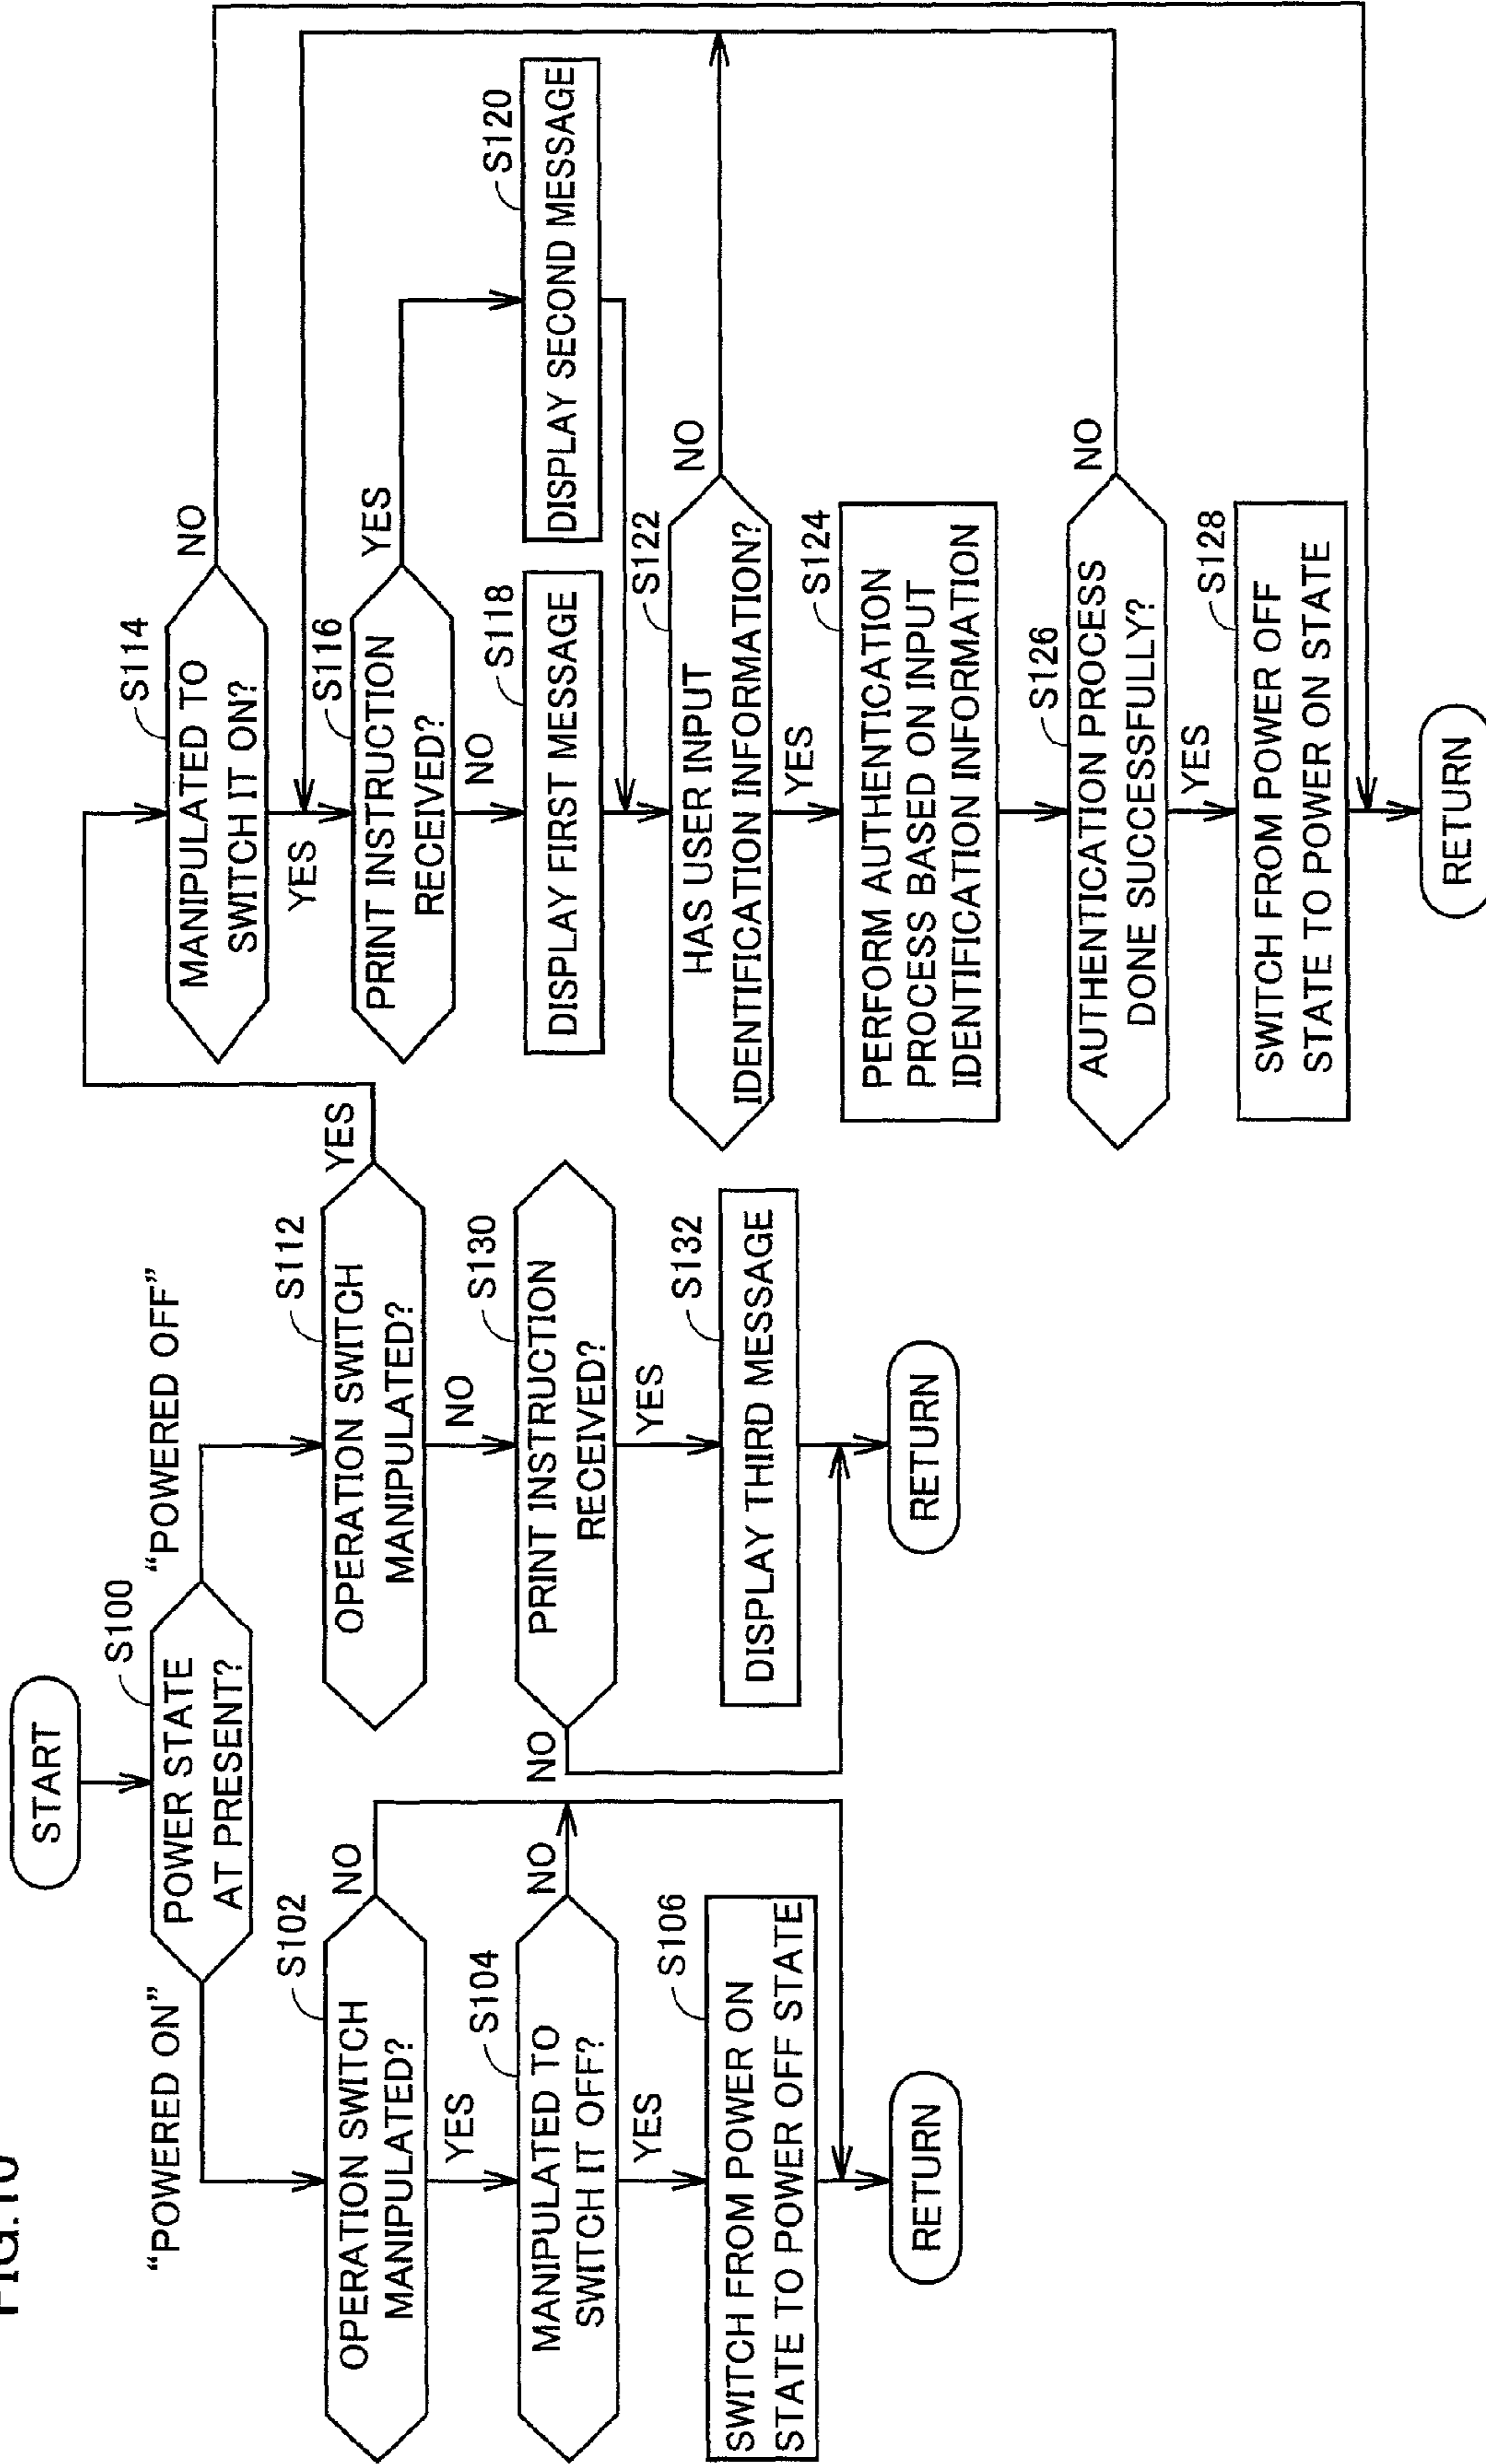 FIG.10
START
S100
POWER STATE
AT PRESENT?
"POWERED ON"
"POWERED OFF"
S102
OPERATION SWITCH
MANIPULATED?
NO
YES
S104
MANIPULATED TO
SWITCH IT OFF?
NO
YES
S106
SWITCH FROM POWER ON
STATE TO POWER OFF STATE
RETURN
S112
OPERATION SWITCH
MANIPULATED?
YES
NO
S130
PRINT INSTRUCTION
RECEIVED?
NO
YES
S132
DISPLAY THIRD MESSAGE
RETURN
S114
MANIPULATED TO
SWITCH IT ON?
NO
YES
S116
PRINT INSTRUCTION
RECEIVED?
YES
NO
S118
DISPLAY FIRST MESSAGE
S120
DISPLAY SECOND MESSAGE
S122
HAS USER INPUT
IDENTIFICATION INFORMATION?
NO
YES
S124
PERFORM AUTHENTICATION
PROCESS BASED ON INPUT
IDENTIFICATION INFORMATION
S126
AUTHENTICATION PROCESS
DONE SUCCESSFULLY?
NO
YES
S128
SWITCH FROM POWER OFF
STATE TO POWER ON STATE
RETURN